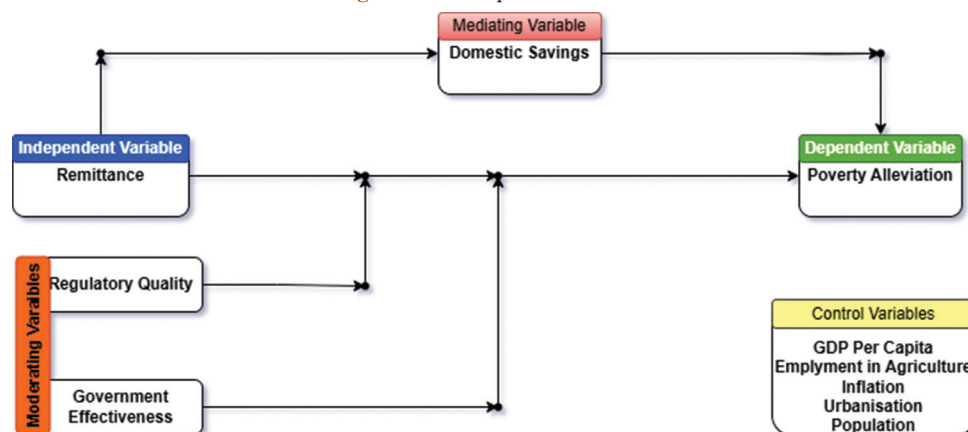 Mediating Variable
Domestic Savings
Independent Variable
Remittance
Dependent Variable
Poverty Alleviation
Moderating Varaibles
Regulatory Quality
Government
Effectiveness
Control Variables
GDP Per Capita
Emplyment in Agriculture
Inflation
Urbanisation
Population